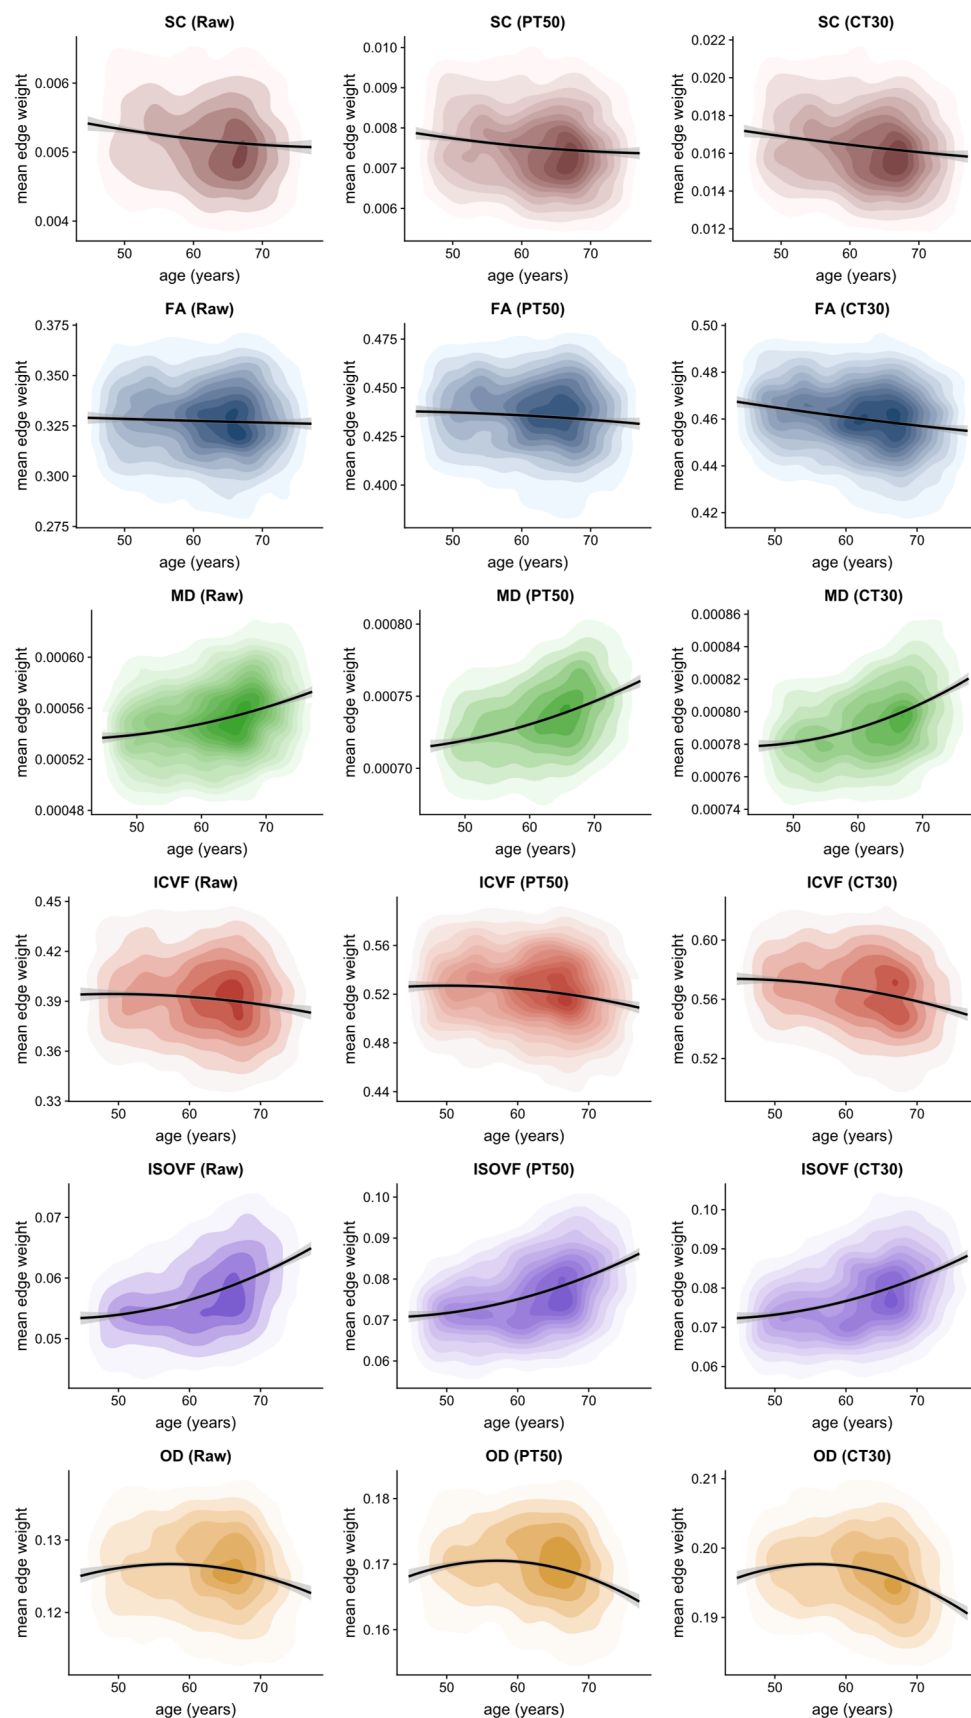 SC (Raw) SC (PT50) SC (CT30)
mean edge weight 0.006 0.005 0.004
mean edge weight 0.010 0.009 0.008 0.007 0.006
mean edge weight 0.022 0.020 0.018 0.016 0.014 0.012
50 60 70 50 60 70 50 60 70
age (years) age (years) age (years)
FA (Raw) FA (PT50) FA (CT30)
mean edge weight 0.375 0.350 0.325 0.300 0.275
mean edge weight 0.475 0.450 0.425 0.400
mean edge weight 0.50 0.48 0.46 0.44 0.42
50 60 70 50 60 70 50 60 70
age (years) age (years) age (years)
MD (Raw) MD (PT50) MD (CT30)
mean edge weight 0.00060 0.00056 0.00052 0.00048
mean edge weight 0.00080 0.00075 0.00070
mean edge weight 0.00086 0.00084 0.00082 0.00080 0.00078 0.00076 0.00074
50 60 70 50 60 70 50 60 70
age (years) age (years) age (years)
ICVF (Raw) ICVF (PT50) ICVF (CT30)
mean edge weight 0.45 0.42 0.39 0.36 0.33
mean edge weight 0.56 0.52 0.48 0.44
mean edge weight 0.60 0.56 0.52
50 60 70 50 60 70 50 60 70
age (years) age (years) age (years)
ISOVF (Raw) ISOVF (PT50) ISOVF (CT30)
mean edge weight 0.07 0.06 0.05
mean edge weight 0.10 0.09 0.08 0.07 0.06
mean edge weight 0.10 0.09 0.08 0.07 0.06
50 60 70 50 60 70 50 60 70
age (years) age (years) age (years)
OD (Raw) OD (PT50) OD (CT30)
mean edge weight 0.13 0.12
mean edge weight 0.18 0.17 0.16
mean edge weight 0.21 0.20 0.19
50 60 70 50 60 70 50 60 70
age (years) age (years) age (years)